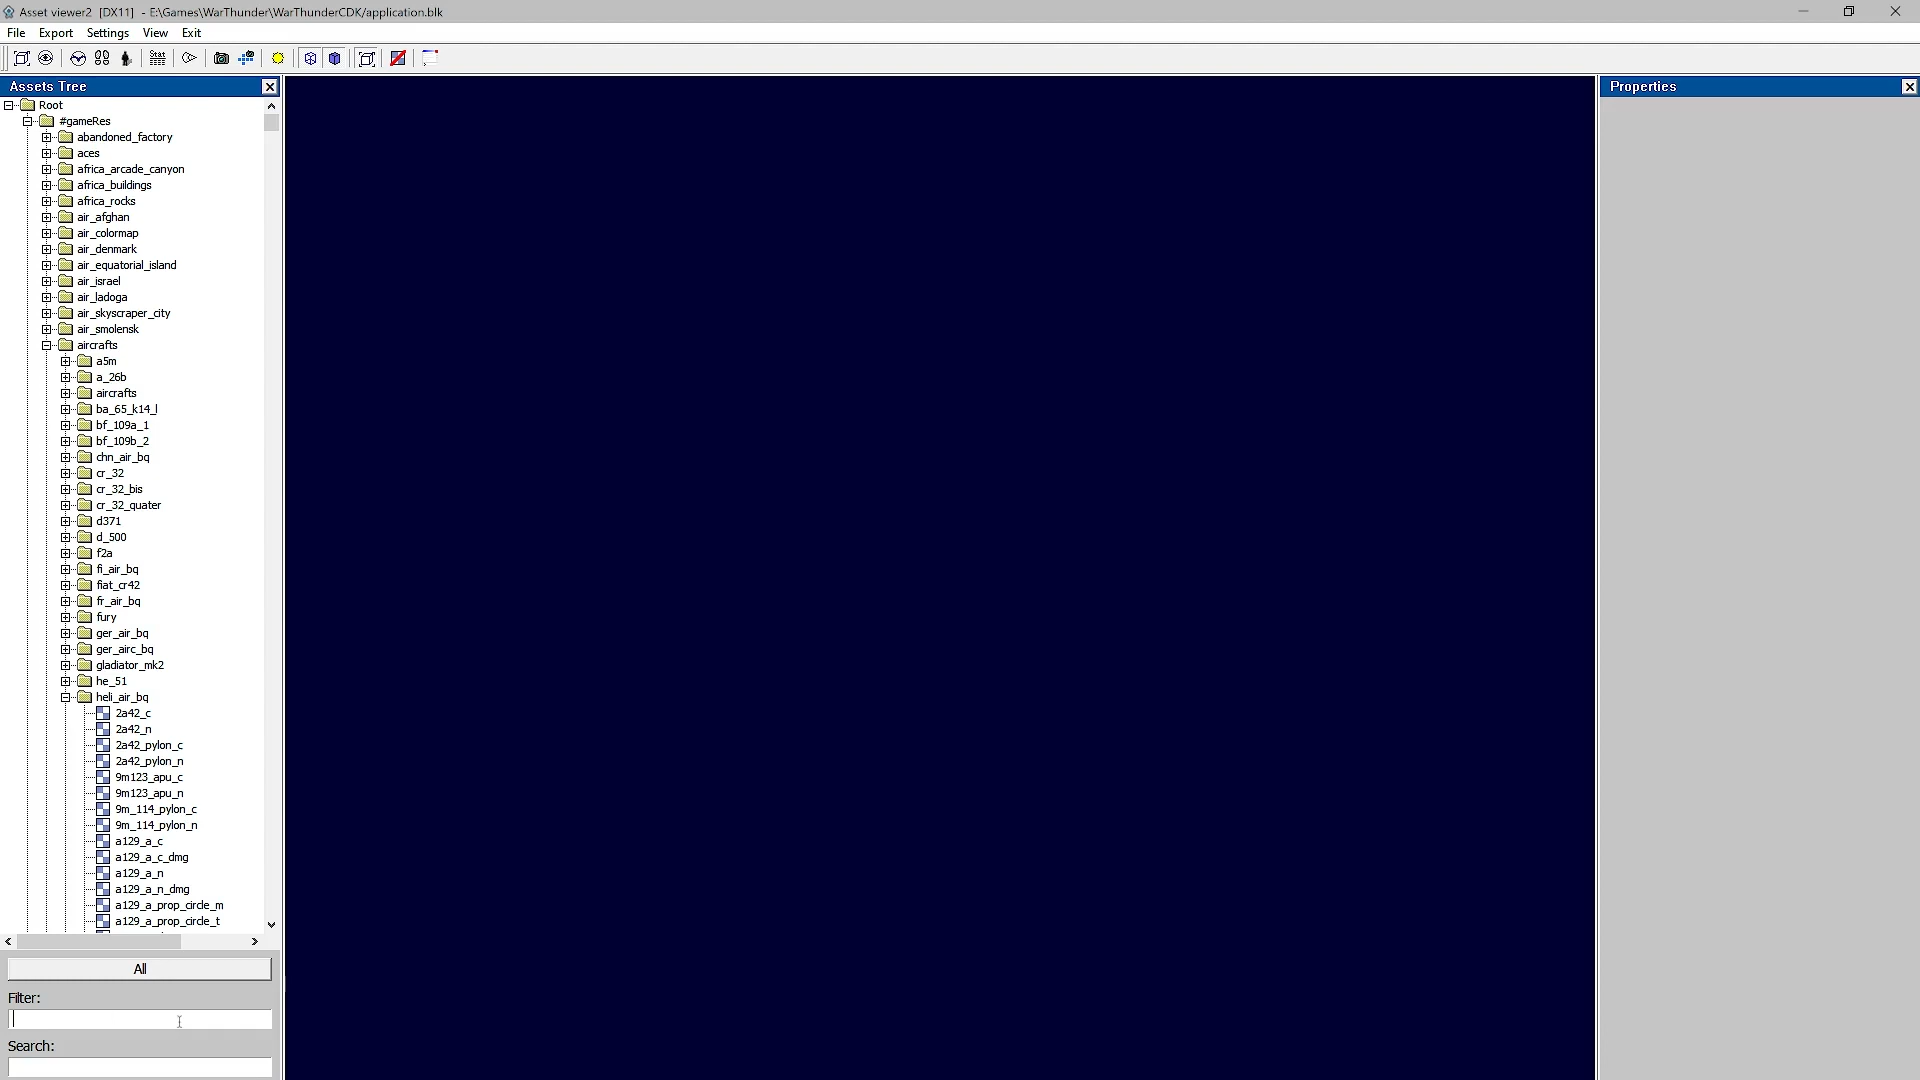 Asset viewer2 [DX11] - E:\Games\WarThunder\WarThunderCDK/application.blk
File Export Settings View Exit
Stat
Assets Tree
Root
#gameRes
abandoned_factory
aces
africa_arcade_canyon
africa_buildings
africa_rocks
air_afghan
air_colormap
air_denmark
air_equatorial_island
air_israel
air_ladoga
air_skyscraper_city
air_smolensk
aircrafts
a5m
a_26b
aircrafts
ba_65_k14_l
bf_109a_1
bf_109b_2
chn_air_bq
cr_32
cr_32_bis
cr_32_quater
d371
d_500
f2a
fi_air_bq
fiat_cr42
fr_air_bq
fury
ger_air_bq
ger_airc_bq
gladiator_mk2
he_51
heli_air_bq
2a42_c
2a42_n
2a42_pylon_c
2a42_pylon_n
9m123_apu_c
9m123_apu_n
9m_114_pylon_c
9m_114_pylon_n
a129_a_c
a129_a_c_dmg
a129_a_n
a129_a_n_dmg
a129_a_prop_circle_m
a129_a_prop_circle_t
All
Filter:
Search:
Properties